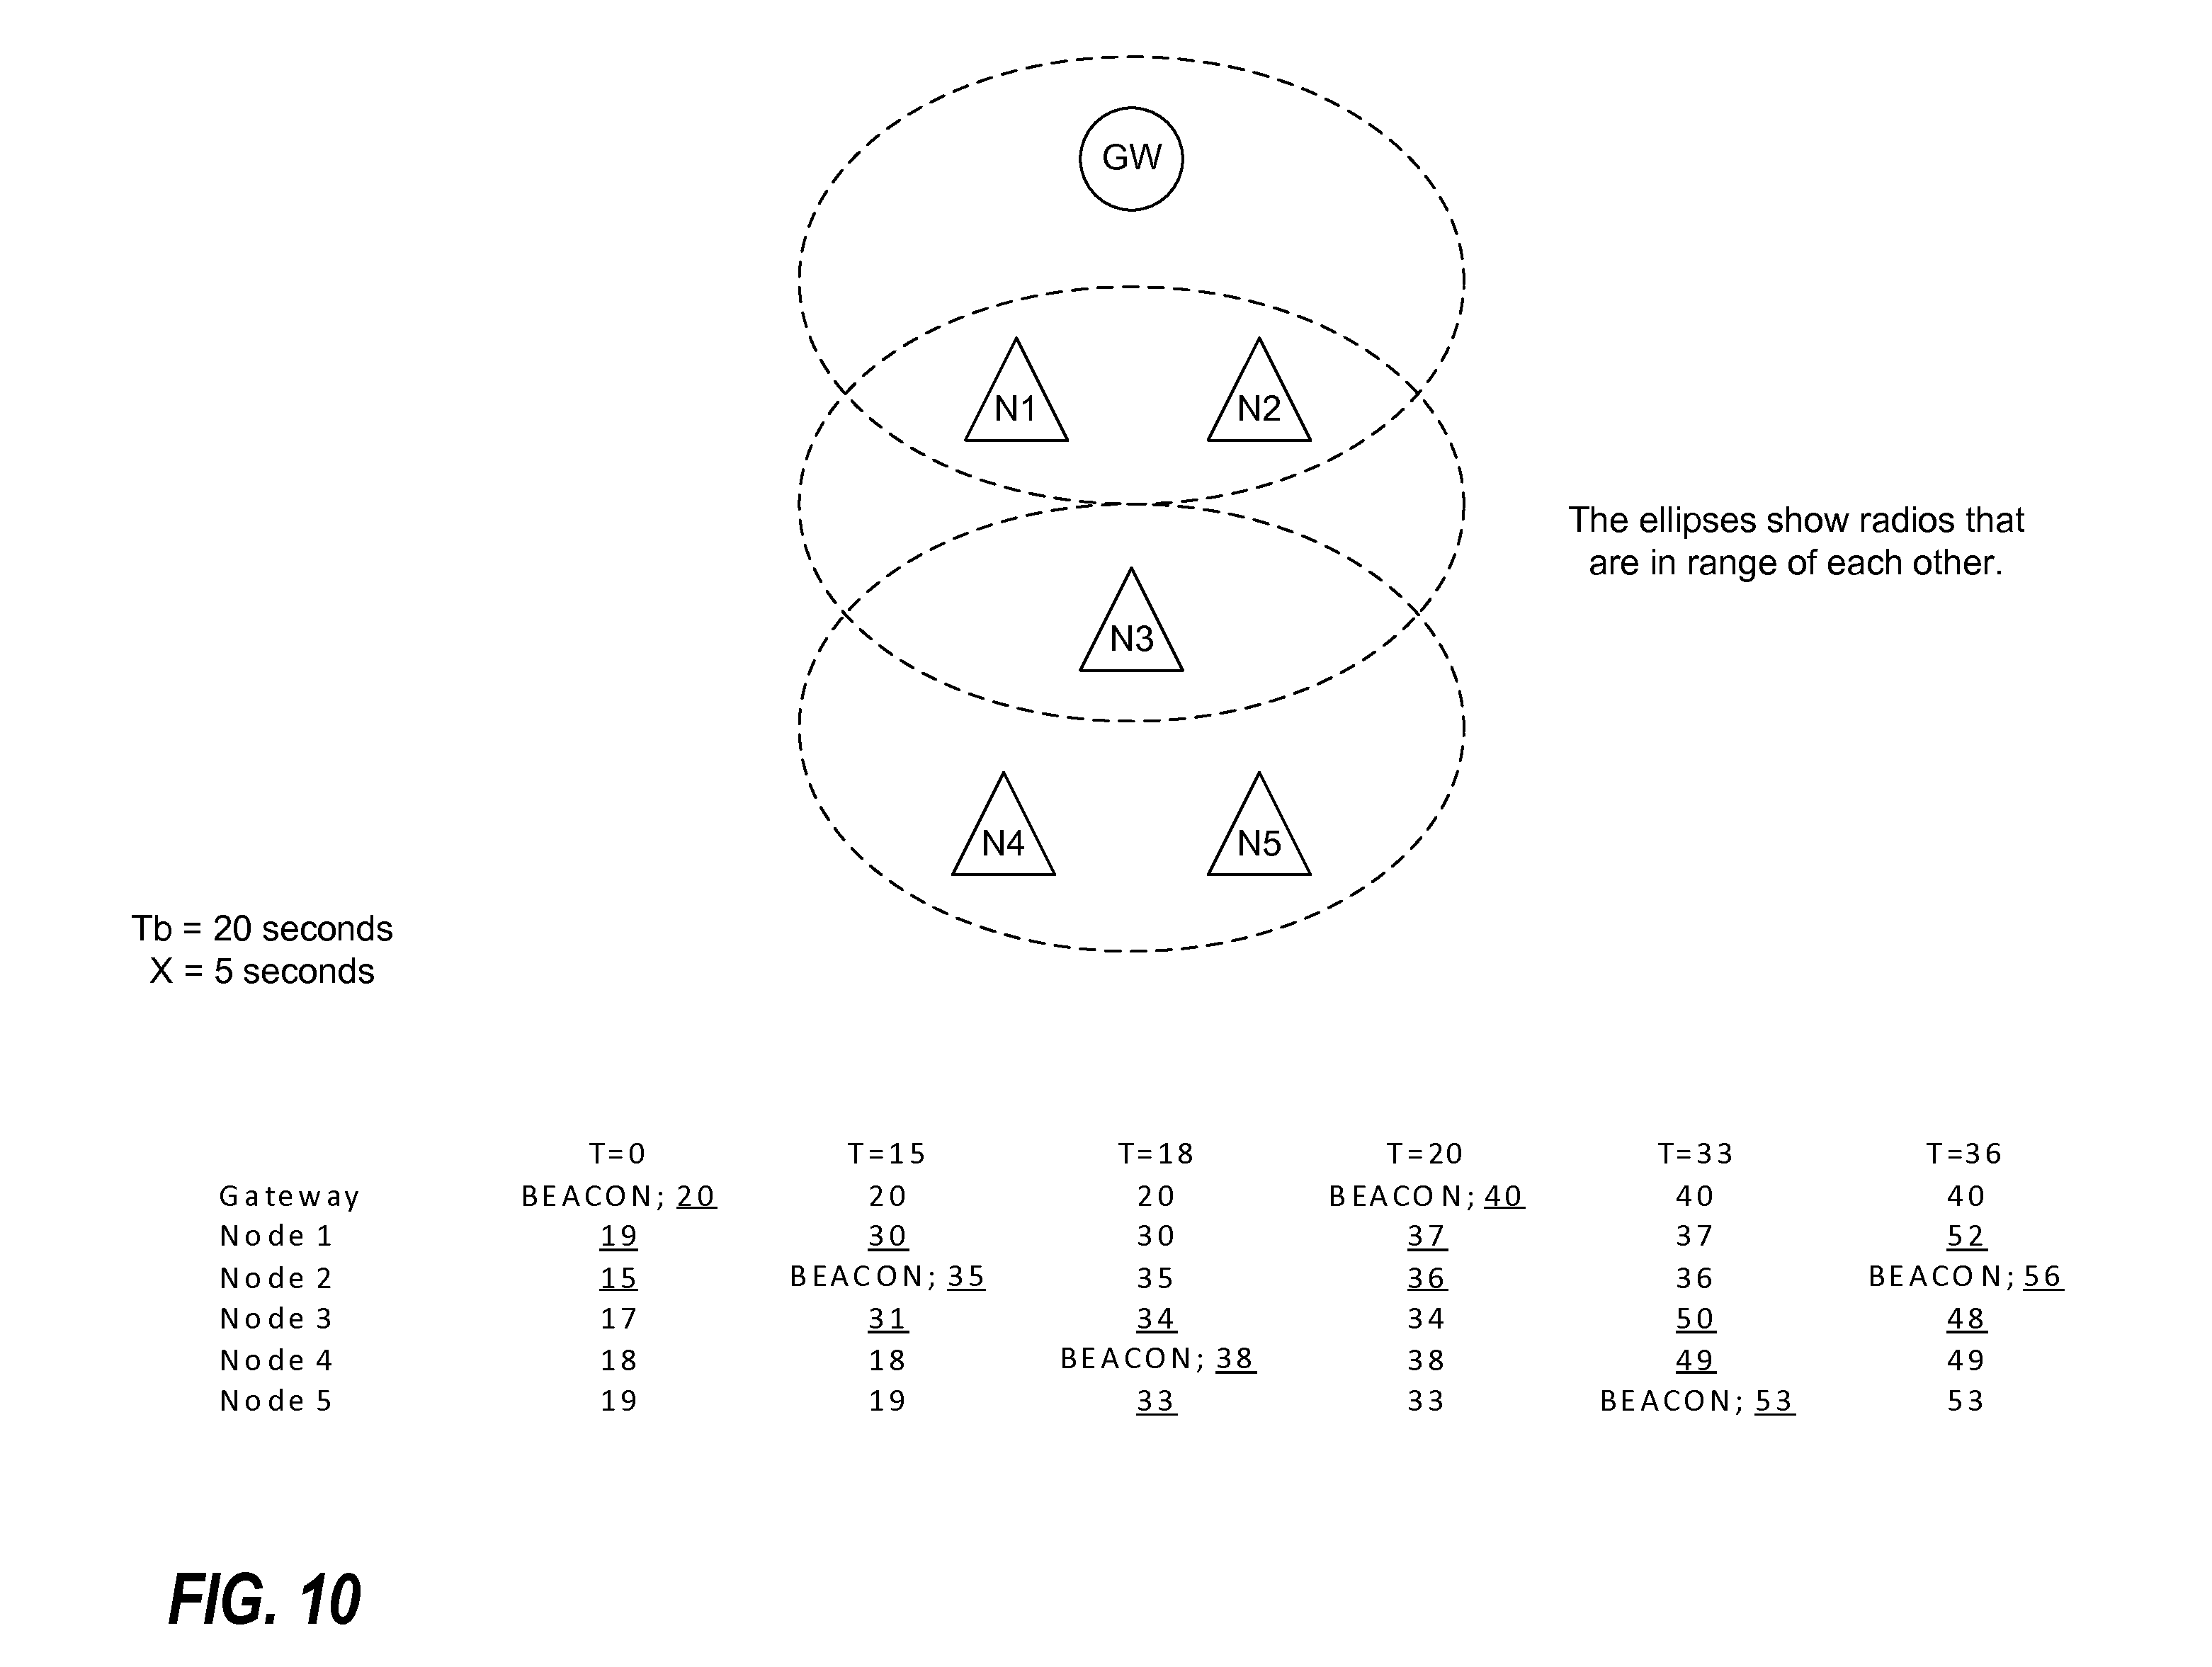 GW
N1 N2
The ellipses show radios that
are in range of each other.
N3
N4 N5
Tb = 20 seconds
X = 5 seconds
T=0 T=15 T=18 T=20 T=33 T=36
Gateway BEACON; 20 20 20 BEACON; 40 40 40
Node 1 19 30 30 37 37 52
Node 2 15 BEACON; 35 35 36 36 BEACON; 56
Node 3 17 31 34 34 50 48
Node 4 18 18 BEACON; 38 38 49 49
Node 5 19 19 33 33 BEACON; 53 53
FIG. 10